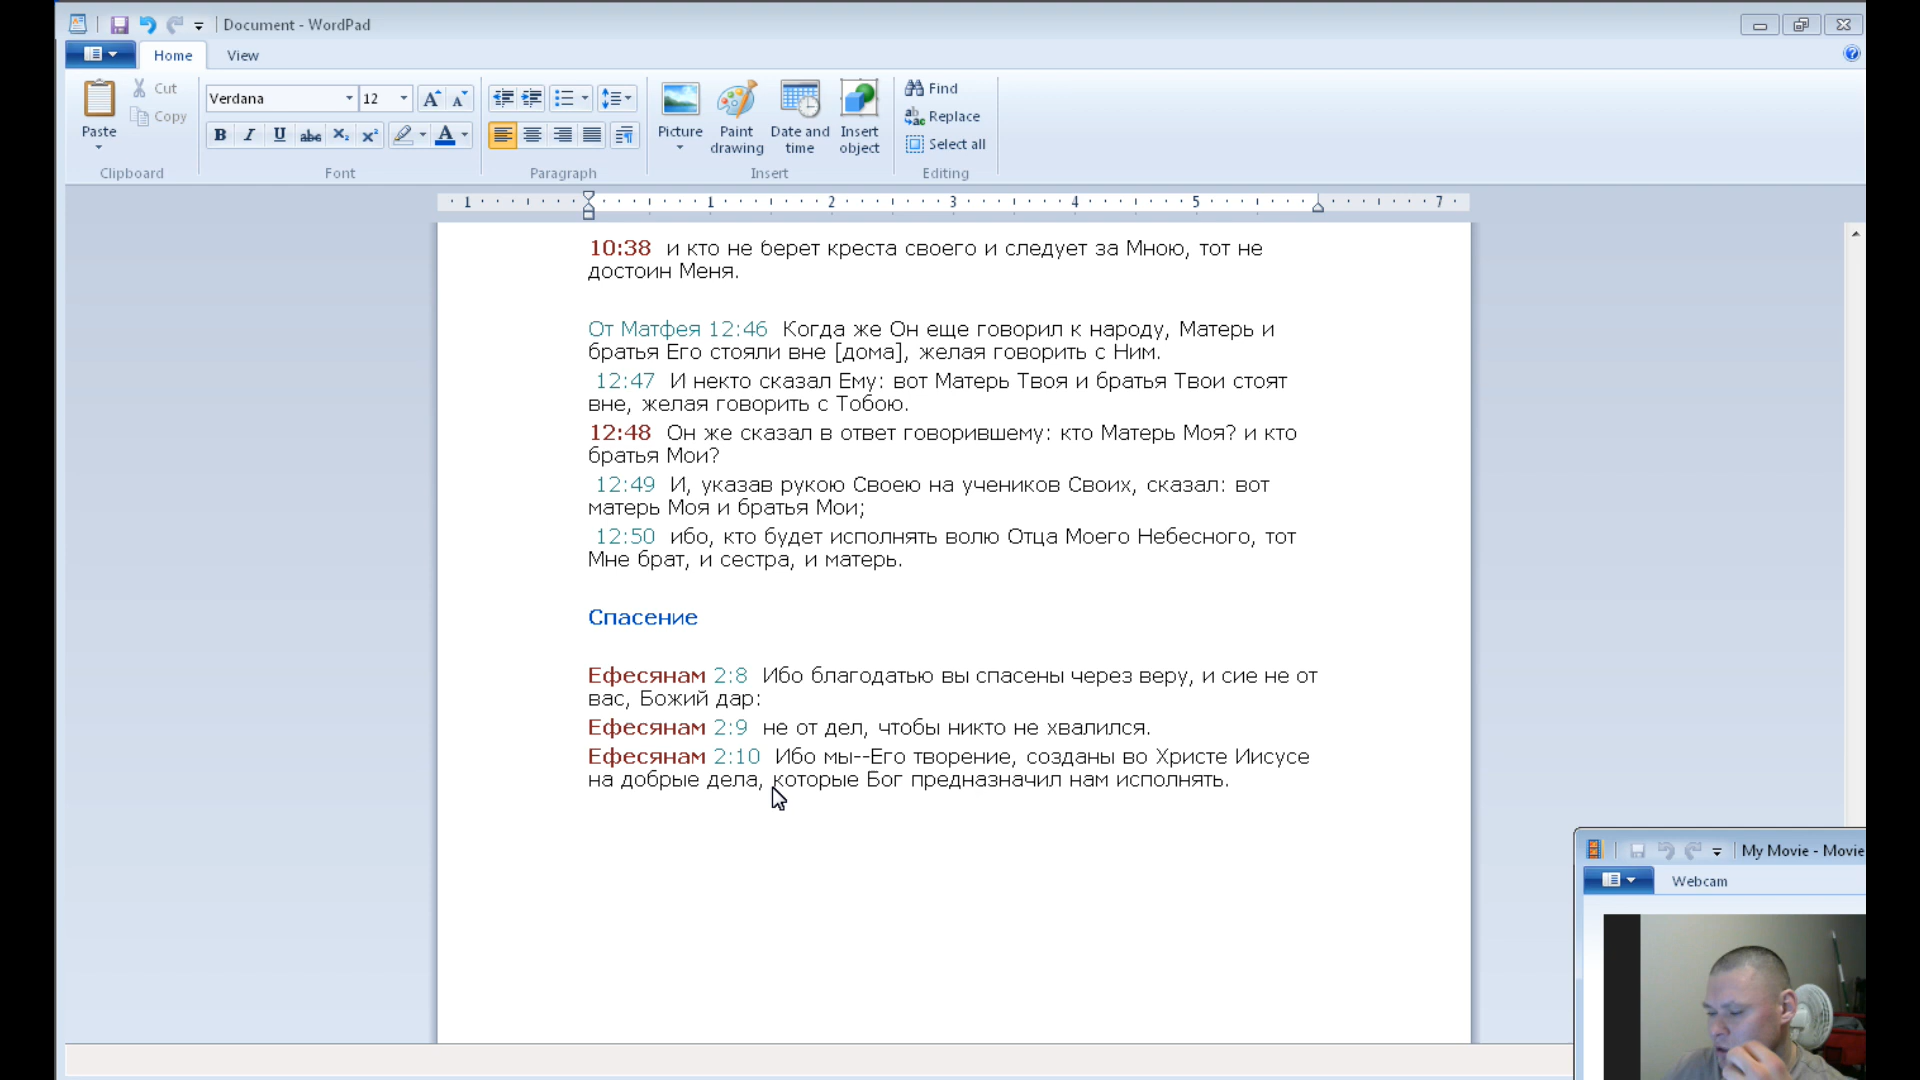 Document - WordPad
Home View
Cut
Copy
Paste
Clipboard
Verdana 12
Font
Paragraph
Picture
Paint drawing
Date and time
Insert object
Insert
Find
Replace
Select all
Editing
1 1 2 3 4 5 7
10:38 и кто не берет креста своего и следует за Мною, тот не
достоин Меня.
От Матфея 12:46 Когда же Он еще говорил к народу, Матерь и
братья Его стояли вне [дома], желая говорить с Ним.
12:47 И некто сказал Ему: вот Матерь Твоя и братья Твои стоят
вне, желая говорить с Тобою.
12:48 Он же сказал в ответ говорившему: кто Матерь Моя? и кто
братья Мои?
12:49 И, указав рукою Своею на учеников Своих, сказал: вот
матерь Моя и братья Мои;
12:50 ибо, кто будет исполнять волю Отца Моего Небесного, тот
Мне брат, и сестра, и матерь.
Спасение
Ефесянам 2:8 Ибо благодатью вы спасены через веру, и сие не от
вас, Божий дар:
Ефесянам 2:9 не от дел, чтобы никто не хвалился.
Ефесянам 2:10 Ибо мы--Его творение, созданы во Христе Иисусе
на добрые дела, которые Бог предназначил нам исполнять.
My Movie - Movie
Webcam